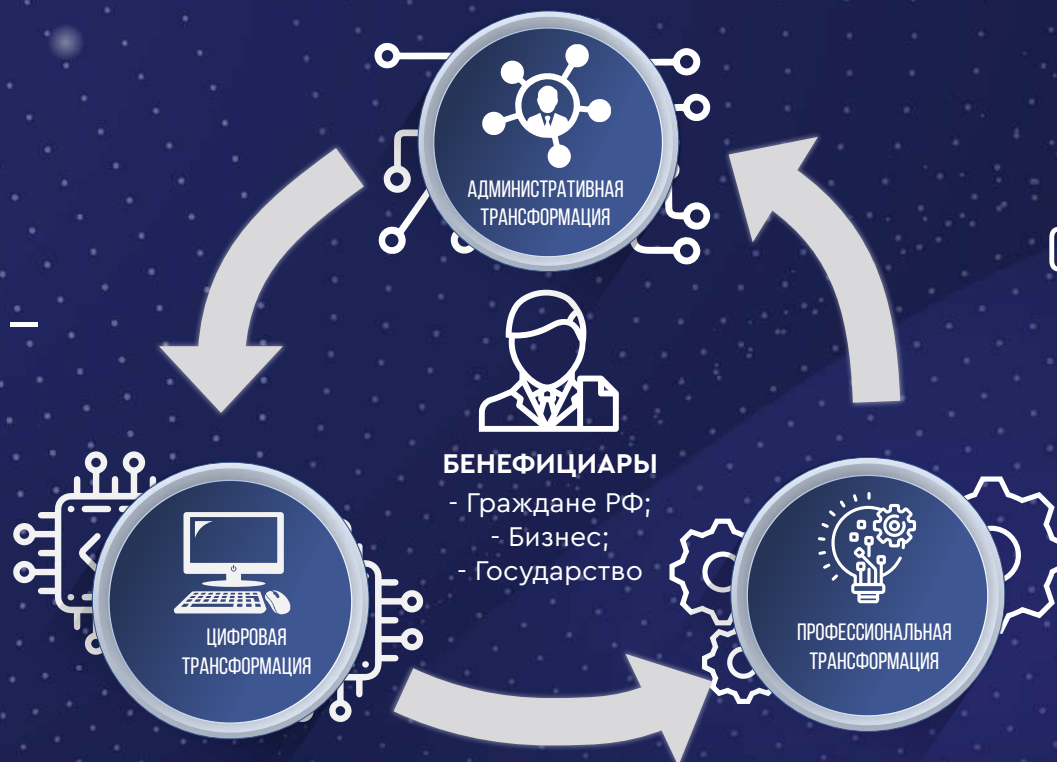 АДМИНИСТРАТИВНАЯ
ТРАНСФОРМАЦИЯ
БЕНЕФИЦИАРЫ
- Граждане РФ;
- Бизнес;
- Государство
ЦИФРОВАЯ
ТРАНСФОРМАЦИЯ
ПРОФЕССИОНАЛЬНАЯ
ТРАНСФОРМАЦИЯ